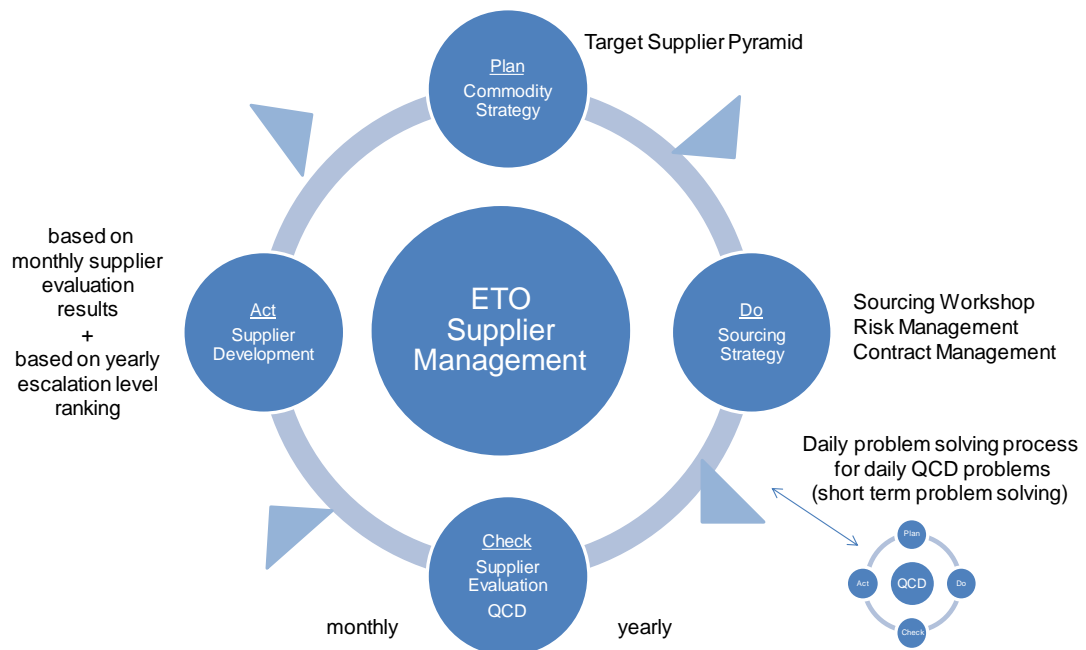 Target Supplier Pyramid
Plan
Commodity
Strategy
based on
monthly supplier
evaluation
results
+
based on yearly
escalation level
ranking
Act
Supplier
Development
ETO
Supplier
Management
Do
Sourcing
Strategy
Sourcing Workshop
Risk Management
Contract Management
Daily problem solving process
for daily QCD problems
(short term problem solving)
Check
Supplier
Evaluation
QCD
monthly
yearly
Plan
Act
QCD
Do
Check